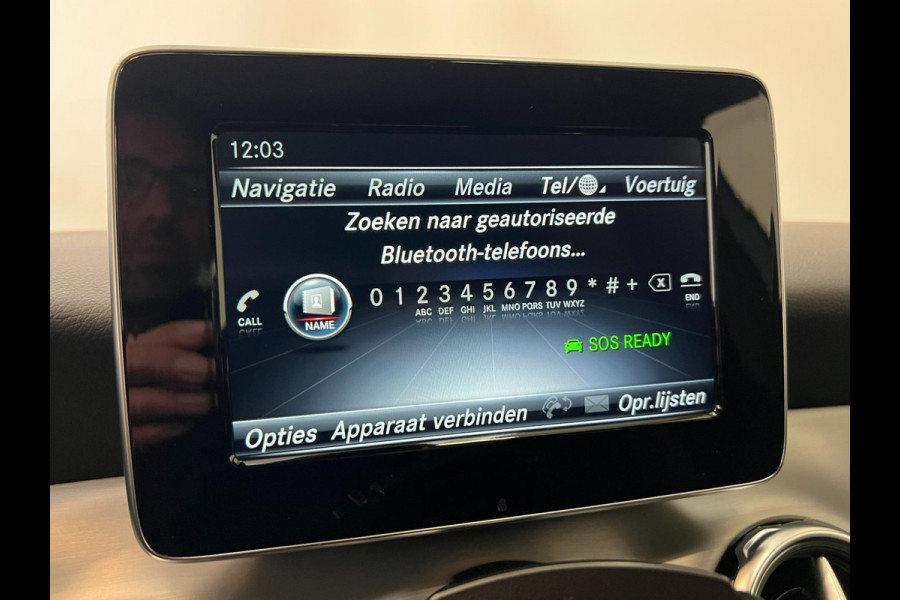 12:03
Navigatie Radio Media Tel/ Voertuig
Zoeken naar geautoriseerde
Bluetooth-telefoons...
CALL NAME 0 1 2 3 4 5 6 7 8 9 * # + END
ABC DEF GHI JKL MNO PQRS TUV WXYZ
SOS READY
Opties Apparaat verbinden Opr.lijsten